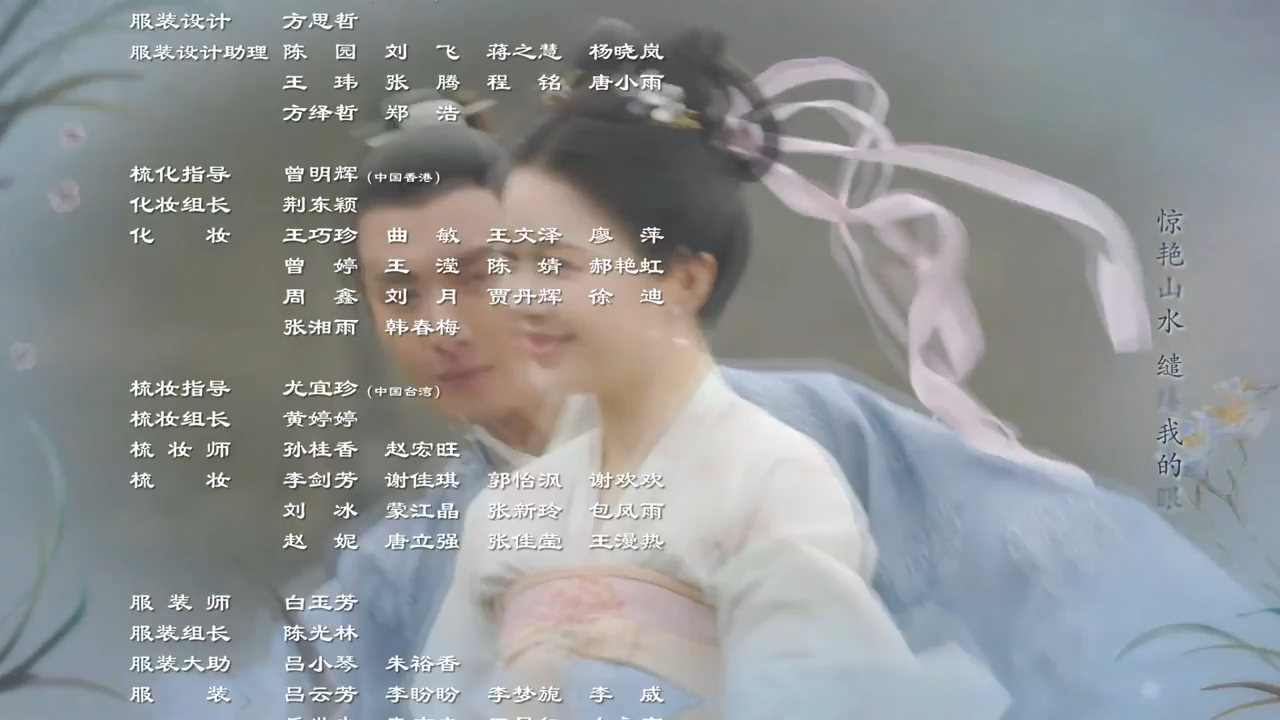 服装设计 方思哲
服装设计助理 陈园 刘飞 蒋之慧 杨晓岚
王玮 张腾 程铭 唐小雨
方绎哲 郑浩
梳化指导 曾明辉(中国香港)
化妆组长 荆东颖
化妆 王巧珍 曲敏 王文泽 廖萍
曾婷 王滢 陈婧 郝艳虹
周鑫 刘月 贾丹辉 徐迪
张湘雨 韩春梅
梳妆指导 尤宜珍(中国台湾)
梳妆组长 黄婷婷
梳妆师 孙桂香 赵宏旺
梳妆 李剑芳 谢佳琪 郭怡沨 谢欢欢
刘冰 蒙江晶 张新玲 包凤雨
赵妮 唐立强 张佳莹 王漫热
服装师 白玉芳
服装组长 陈光林
服装大助 吕小琴 朱裕香
服装 吕云芳 李盼盼 李梦旎 李威
惊艳山水 缱绻我的眼